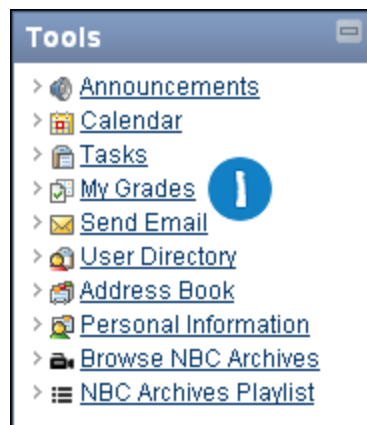 Tools
Announcements
Calendar
Tasks
My Grades 1
Send Email
User Directory
Address Book
Personal Information
Browse NBC Archives
NBC Archives Playlist